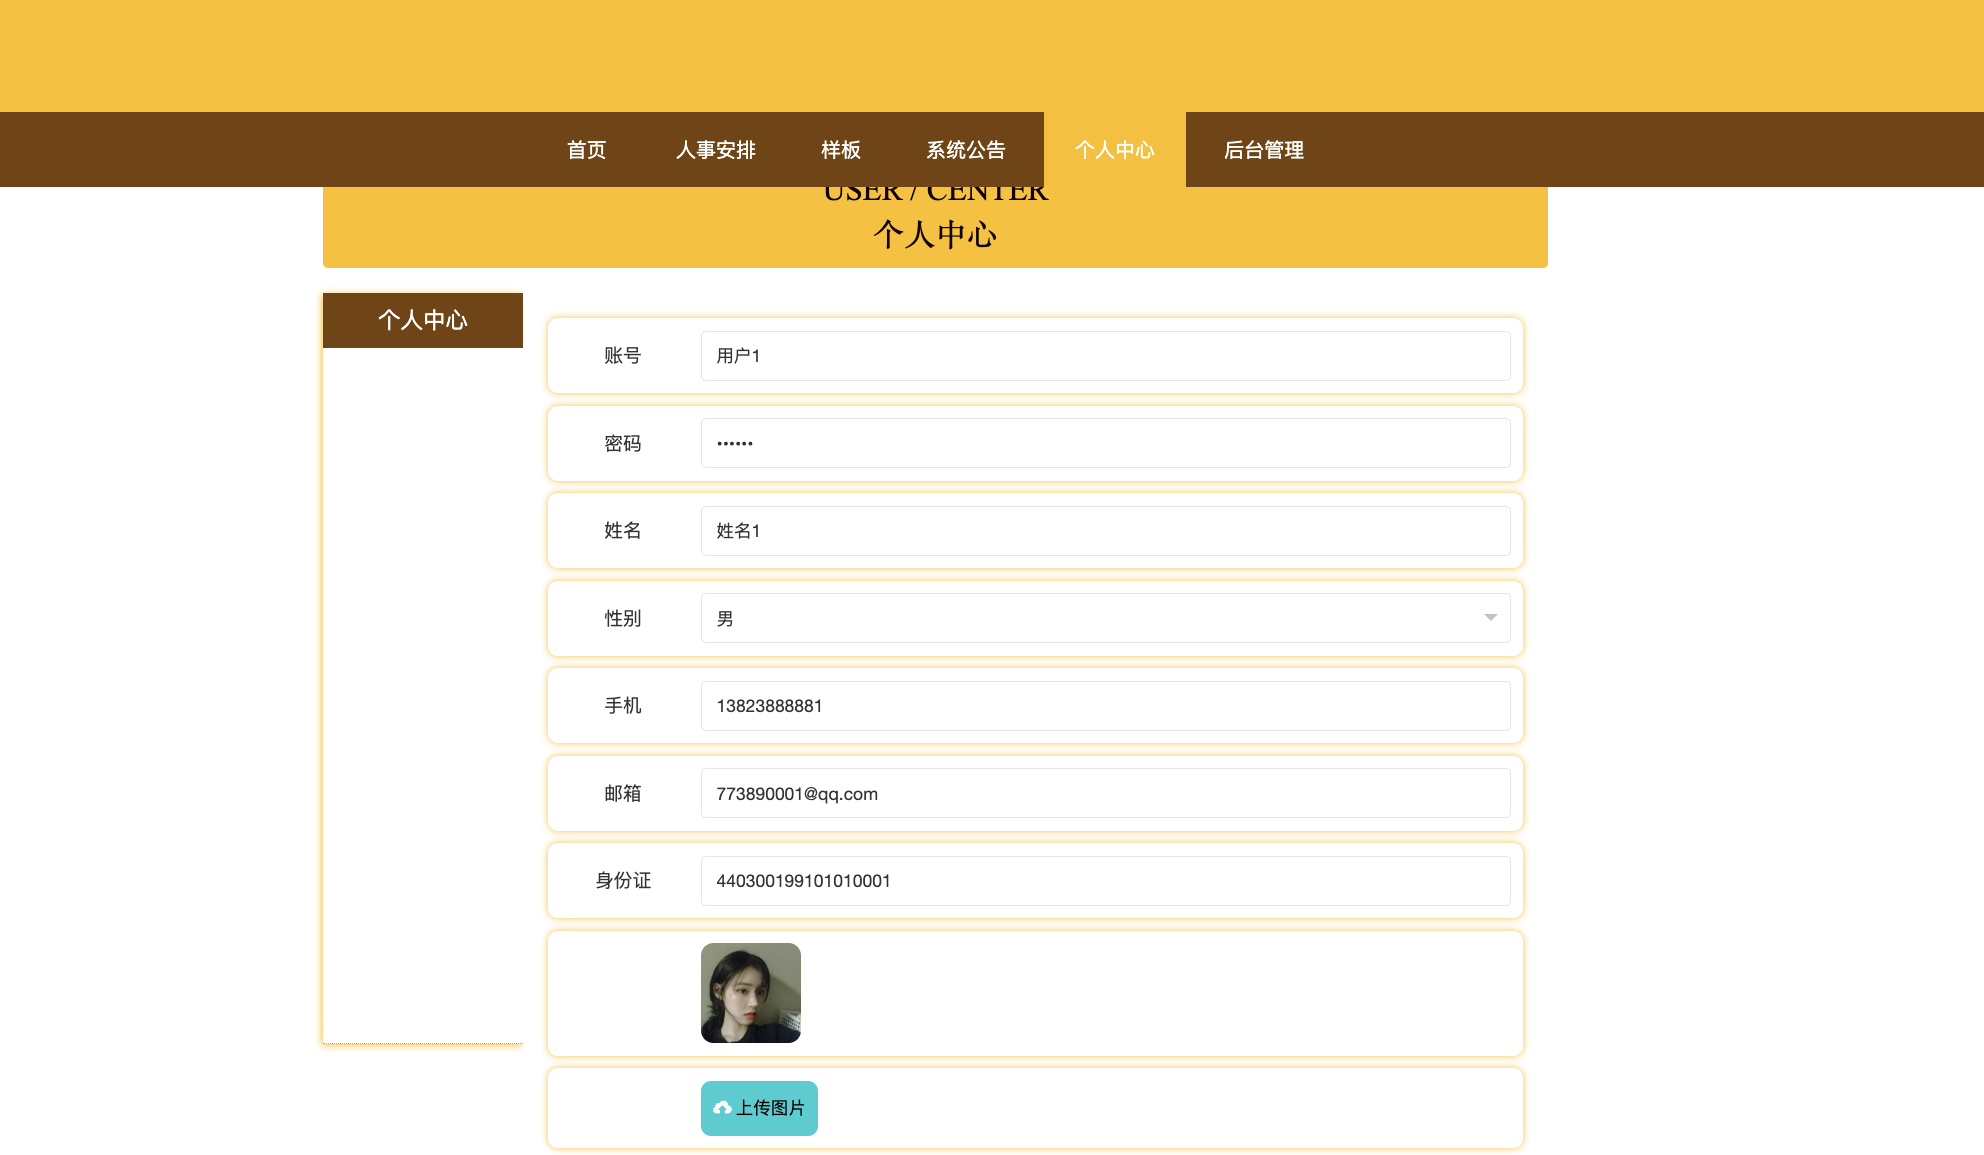 首页 人事安排 样板 系统公告 个人中心 后台管理
USER / CENTER
个人中心
个人中心
账号 用户1
密码 ••••••
姓名 姓名1
性别 男
手机 13823888881
邮箱 773890001@qq.com
身份证 440300199101010001
上传图片